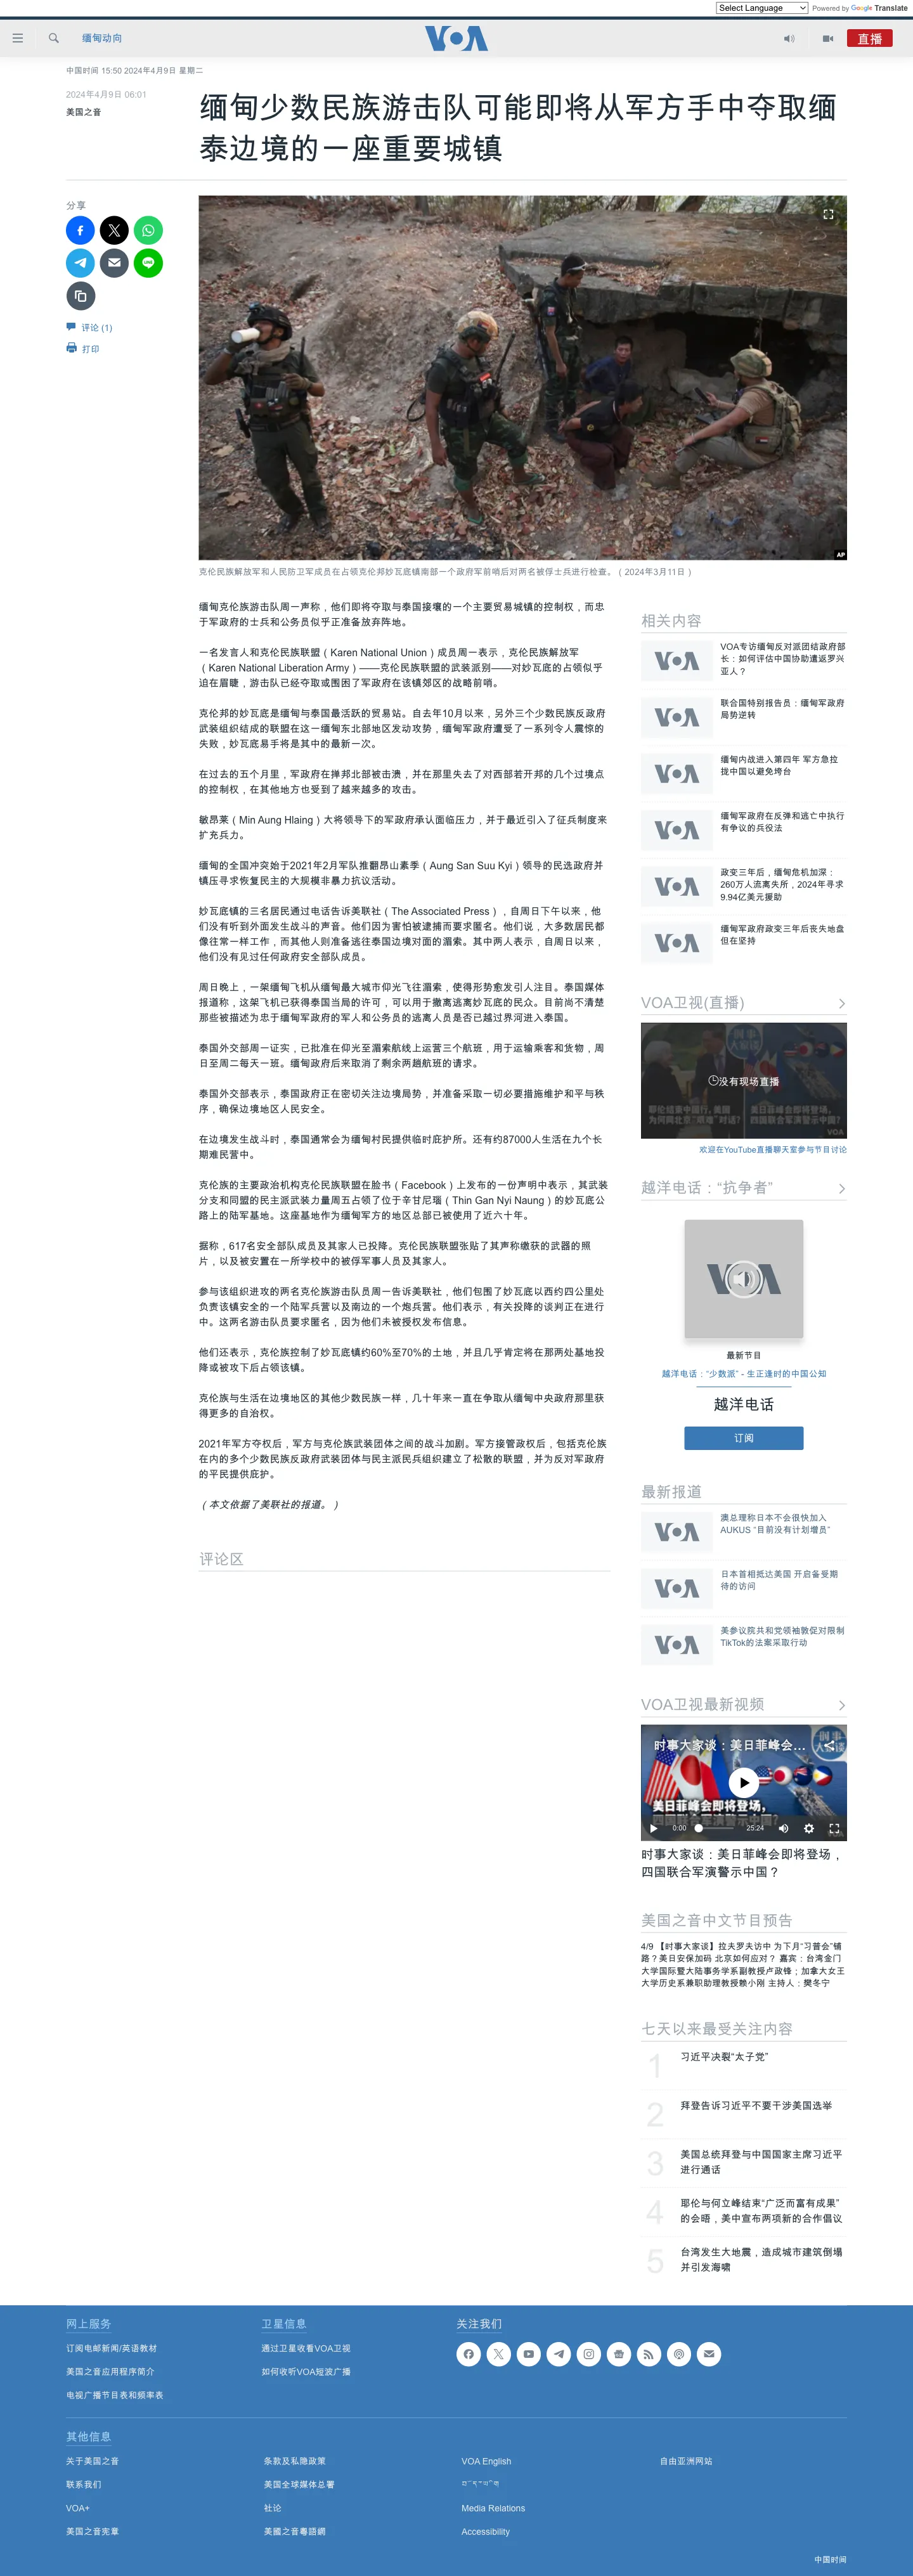 Select Language
Powered by Google Translate
缅甸动向
VOA
直播
中国时间 15:50 2024年4月9日 星期二
2024年4月9日 06:01
美国之音
缅甸少数民族游击队可能即将从军方手中夺取缅
泰边境的一座重要城镇
分享
评论 (1)
打印
AP
克伦民族解放军和人民防卫军成员在占领克伦邦妙瓦底镇南部一个政府军前哨后对两名被俘士兵进行检查。（2024年3月11日）
缅甸克伦族游击队周一声称，他们即将夺取与泰国接壤的一个主要贸易城镇的控制权，而忠
于军政府的士兵和公务员似乎正准备放弃阵地。
一名发言人和克伦民族联盟（Karen National Union）成员周一表示，克伦民族解放军
（Karen National Liberation Army）——克伦民族联盟的武装派别——对妙瓦底的占领似乎
迫在眉睫，游击队已经夺取或围困了军政府在该镇郊区的战略前哨。
克伦邦的妙瓦底是缅甸与泰国最活跃的贸易站。自去年10月以来，另外三个少数民族反政府
武装组织结成的联盟在这一缅甸东北部地区发动攻势，缅甸军政府遭受了一系列令人震惊的
失败，妙瓦底易手将是其中的最新一次。
在过去的五个月里，军政府在掸邦北部被击溃，并在那里失去了对西部若开邦的几个过境点
的控制权，在其他地方也受到了越来越多的攻击。
敏昂莱（Min Aung Hlaing）大将领导下的军政府承认面临压力，并于最近引入了征兵制度来
扩充兵力。
缅甸的全国冲突始于2021年2月军队推翻昂山素季（Aung San Suu Kyi）领导的民选政府并
镇压寻求恢复民主的大规模非暴力抗议活动。
妙瓦底镇的三名居民通过电话告诉美联社（The Associated Press），自周日下午以来，他
们没有听到外面发生战斗的声音。他们因为害怕被逮捕而要求匿名。他们说，大多数居民都
像往常一样工作，而其他人则准备逃往泰国边境对面的湄索。其中两人表示，自周日以来，
他们没有见过任何政府安全部队成员。
周日晚上，一架缅甸飞机从缅甸最大城市仰光飞往湄索，使得形势愈发引人注目。泰国媒体
报道称，这架飞机已获得泰国当局的许可，可以用于撤离逃离妙瓦底的民众。目前尚不清楚
那些被描述为忠于缅甸军政府的军人和公务员的逃离人员是否已越过界河进入泰国。
泰国外交部周一证实，已批准在仰光至湄索航线上运营三个航班，用于运输乘客和货物，周
日至周二每天一班。缅甸政府后来取消了剩余两趟航班的请求。
泰国外交部表示，泰国政府正在密切关注边境局势，并准备采取一切必要措施维护和平与秩
序，确保边境地区人民安全。
在边境发生战斗时，泰国通常会为缅甸村民提供临时庇护所。还有约87000人生活在九个长
期难民营中。
克伦族的主要政治机构克伦民族联盟在脸书（Facebook）上发布的一份声明中表示，其武装
分支和同盟的民主派武装力量周五占领了位于辛甘尼瑙（Thin Gan Nyi Naung）的妙瓦底公
路上的陆军基地。这座基地作为缅甸军方的地区总部已被使用了近六十年。
据称，617名安全部队成员及其家人已投降。克伦民族联盟张贴了其声称缴获的武器的照
片，以及被安置在一所学校中的被俘军事人员及其家人。
参与该组织进攻的两名克伦族游击队员周一告诉美联社，他们包围了妙瓦底以西约四公里处
负责该镇安全的一个陆军兵营以及南边的一个炮兵营。他们表示，有关投降的谈判正在进行
中。这两名游击队员要求匿名，因为他们未被授权发布信息。
他们还表示，克伦族控制了妙瓦底镇约60%至70%的土地，并且几乎肯定将在那两处基地投
降或被攻下后占领该镇。
克伦族与生活在边境地区的其他少数民族一样，几十年来一直在争取从缅甸中央政府那里获
得更多的自治权。
2021年军方夺权后，军方与克伦族武装团体之间的战斗加剧。军方接管政权后，包括克伦族
在内的多个少数民族反政府武装团体与民主派民兵组织建立了松散的联盟，并为反对军政府
的平民提供庇护。
（本文依据了美联社的报道。）
评论区
相关内容
VOA专访缅甸反对派团结政府部
长：如何评估中国协助遣返罗兴
亚人？
联合国特别报告员：缅甸军政府
局势逆转
缅甸内战进入第四年 军方急拉
拢中国以避免垮台
缅甸军政府在反弹和逃亡中执行
有争议的兵役法
政变三年后，缅甸危机加深：
260万人流离失所，2024年寻求
9.94亿美元援助
缅甸军政府政变三年后丧失地盘
但在坚持
VOA卫视(直播)
没有现场直播
欢迎在YouTube直播聊天室参与节目讨论
越洋电话：“抗争者”
最新节目
越洋电话：“少数派” - 生正逢时的中国公知
越洋电话
订阅
最新报道
澳总理称日本不会很快加入
AUKUS “目前没有计划增员”
日本首相抵达美国 开启备受期
待的访问
美参议院共和党领袖敦促对限制
TikTok的法案采取行动
VOA卫视最新视频
时事大家谈：美日菲峰会...
美日菲峰会即将登场，
四国联合军演警示中国？
0:00
25:24
时事大家谈：美日菲峰会即将登场，
四国联合军演警示中国？
美国之音中文节目预告
4/9 【时事大家谈】拉夫罗夫访中 为下月“习普会”铺
路？美日安保加码 北京如何应对？ 嘉宾：台湾金门
大学国际暨大陆事务学系副教授卢政锋；加拿大女王
大学历史系兼职助理教授赖小刚 主持人：樊冬宁
七天以来最受关注内容
1
习近平决裂“太子党”
2
拜登告诉习近平不要干涉美国选举
3
美国总统拜登与中国国家主席习近平
进行通话
4
耶伦与何立峰结束“广泛而富有成果”
的会晤，美中宣布两项新的合作倡议
5
台湾发生大地震，造成城市建筑倒塌
并引发海啸
网上服务
订阅电邮新闻/英语教材
美国之音应用程序简介
电视广播节目表和频率表
卫星信息
通过卫星收看VOA卫视
如何收听VOA短波广播
关注我们
其他信息
关于美国之音
联系我们
VOA+
美国之音宪章
条款及私隐政策
美国全球媒体总署
社论
美國之音粵語網
VOA English
Media Relations
Accessibility
自由亚洲网站
中国时间